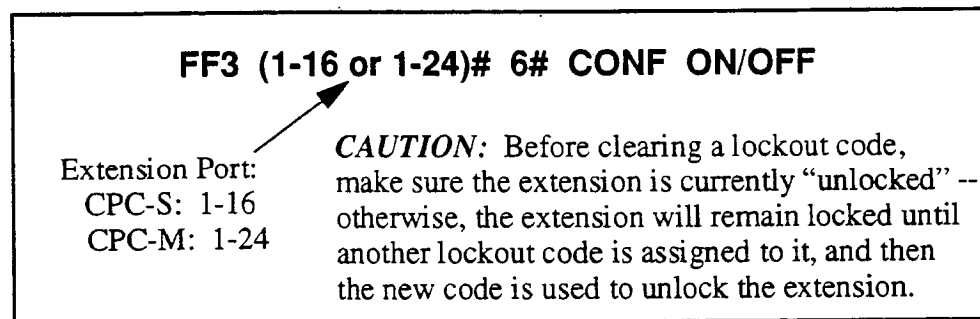 FF3 (1-16 or 1-24)# 6# CONF ON/OFF
Extension Port:
CPC-S: 1-16
CPC-M: 1-24
CAUTION: Before clearing a lockout code,
make sure the extension is currently “unlocked” --
otherwise, the extension will remain locked until
another lockout code is assigned to it, and then
the new code is used to unlock the extension.